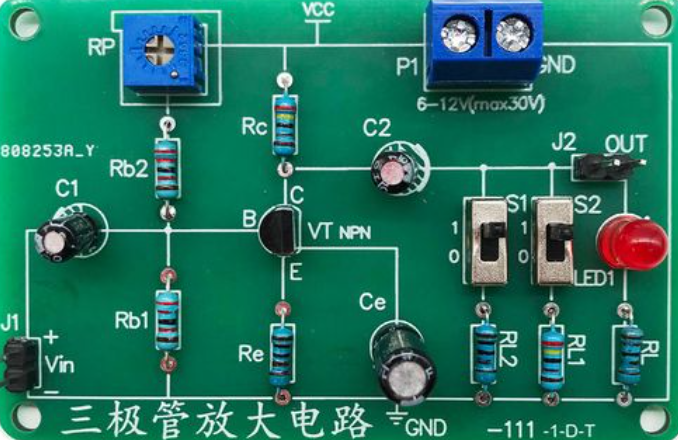 VCC
RP
P1
GND
6-12V(max30V)
Rc
C2
J2
OUT
808253A_Y
Rb2
C1
C
S1
S2
B
VT NPN
1
0
1
0
E
LED1
Ce
J1
+
Vin
-
Rb1
Re
RL2
RL1
RL
三极管放大电路
GND
-111 -1-D-T